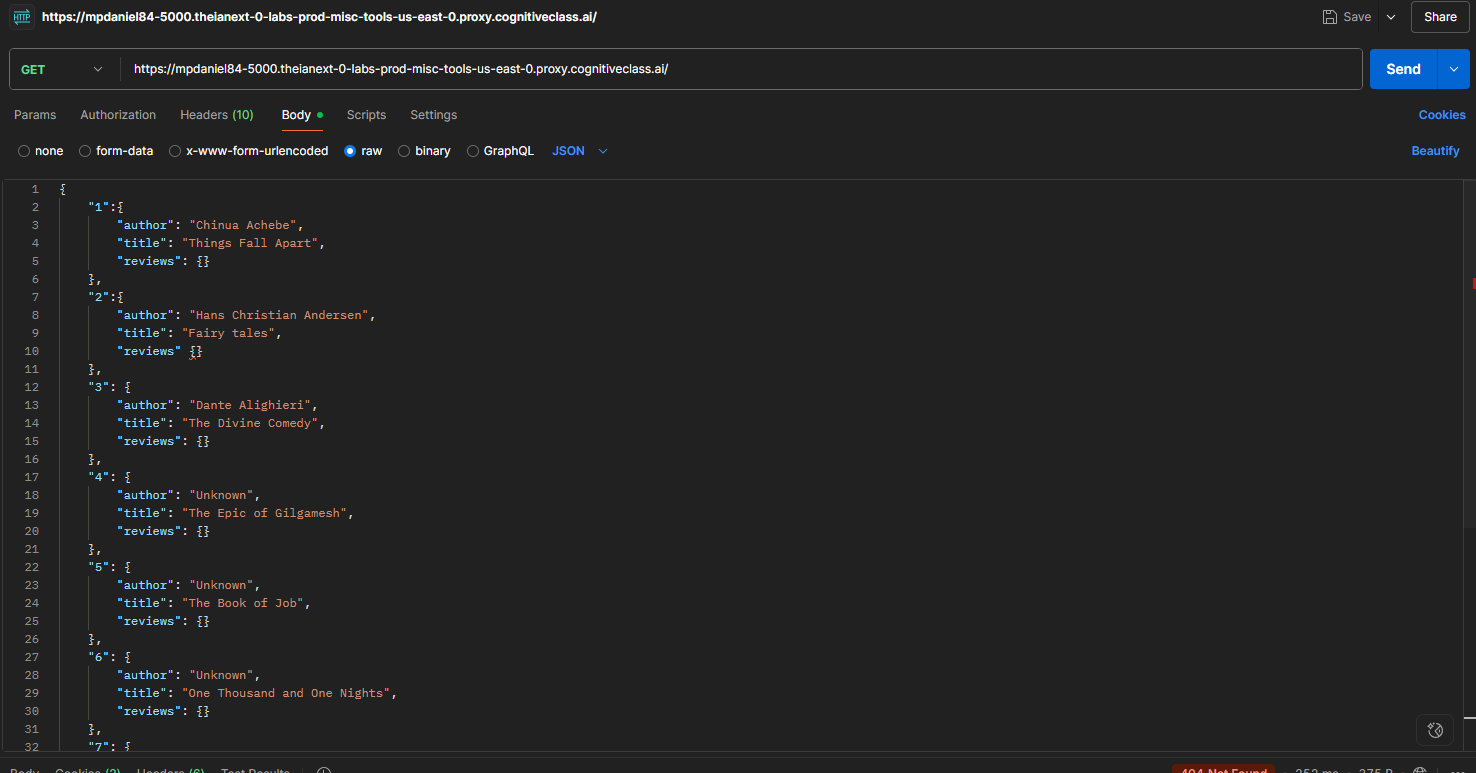 HTTP https://mpdaniel84-5000.theianext-0-labs-prod-misc-tools-us-east-0.proxy.cognitiveclass.ai/ Save Share
GET https://mpdaniel84-5000.theianext-0-labs-prod-misc-tools-us-east-0.proxy.cognitiveclass.ai/ Send
Params Authorization Headers (10) Body Scripts Settings Cookies
none form-data x-www-form-urlencoded raw binary GraphQL JSON Beautify
1 {
2 "1":{
3 "author": "Chinua Achebe",
4 "title": "Things Fall Apart",
5 "reviews": {}
6 },
7 "2":{
8 "author": "Hans Christian Andersen",
9 "title": "Fairy tales",
10 "reviews" {}
11 },
12 "3": {
13 "author": "Dante Alighieri",
14 "title": "The Divine Comedy",
15 "reviews": {}
16 },
17 "4": {
18 "author": "Unknown",
19 "title": "The Epic of Gilgamesh",
20 "reviews": {}
21 },
22 "5": {
23 "author": "Unknown",
24 "title": "The Book of Job",
25 "reviews": {}
26 },
27 "6": {
28 "author": "Unknown",
29 "title": "One Thousand and One Nights",
30 "reviews": {}
31 },
32 "7": {
Body Cookies (2) Headers (6) Test Results 404 Not Found 252 ms 375 B